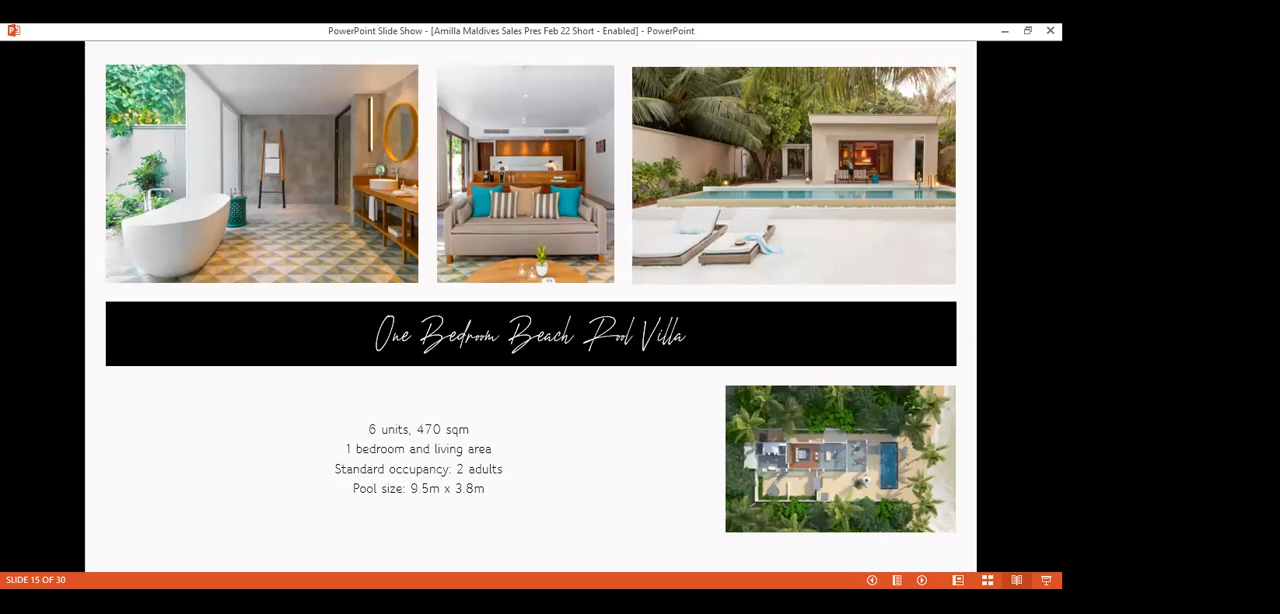 PowerPoint Slide Show - [Amilla Maldives Sales Pres Feb 22 Short - Enabled] - PowerPoint
One Bedroom Beach Pool Villa
6 units, 470 sqm
1 bedroom and living area
Standard occupancy: 2 adults
Pool size: 9.5m x 3.8m
SLIDE 15 OF 30